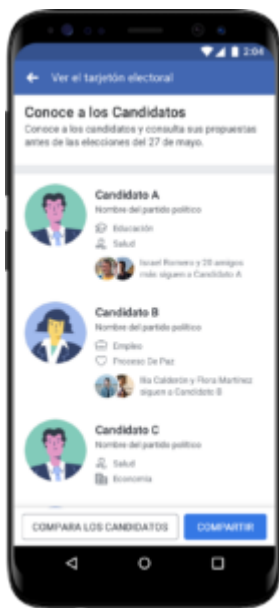 2:04
Ver el tarjetón electoral
Conoce a los Candidatos
Conoce a los candidatos y consulta sus propuestas
antes de las elecciones del 27 de mayo.
Candidato A
Nombre del partido político
Educación
Salud
Israel Romero y 20 amigos
más siguen a Candidato A
Candidato B
Nombre del partido político
Empleo
Proceso De Paz
Ilia Calderón y Flora Martínez
siguen a Candidato B
Candidato C
Nombre del partido político
Salud
Economía
COMPARA LOS CANDIDATOS
COMPARTIR